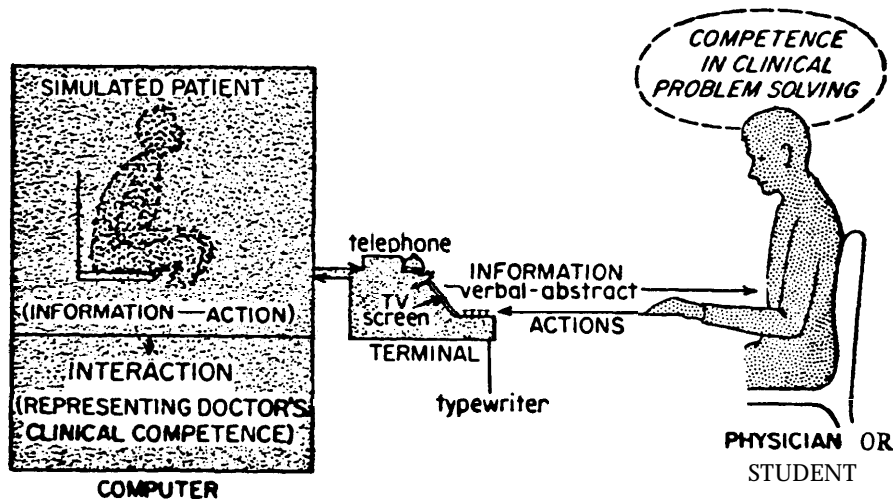 SIMULATED PATIENT
(INFORMATION — ACTION)
INTERACTION
(REPRESENTING DOCTOR'S
CLINICAL COMPETENCE)
COMPUTER
telephone
TV
screen
TERMINAL
typewriter
INFORMATION
verbal-abstract
ACTIONS
COMPETENCE
IN CLINICAL
PROBLEM SOLVING
PHYSICIAN OR
STUDENT